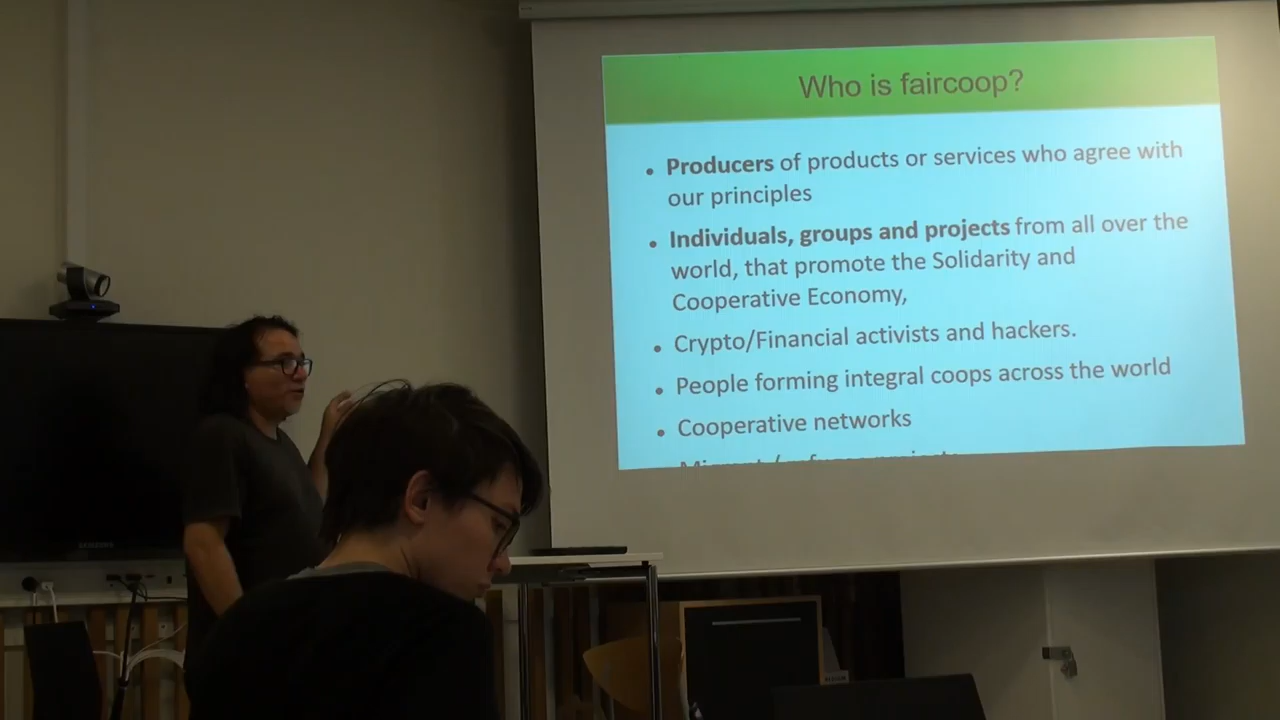 Who is faircoop?
• Producers of products or services who agree with
our principles
• Individuals, groups and projects from all over the
world, that promote the Solidarity and
Cooperative Economy,
• Crypto/Financial activists and hackers.
• People forming integral coops across the world
• Cooperative networks
SAMSUNG